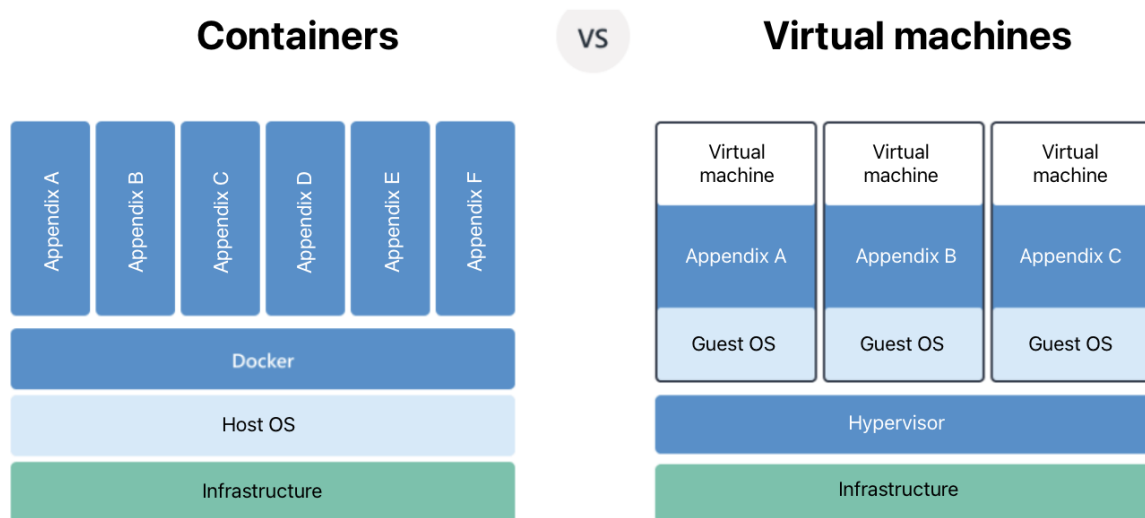 Containers
VS
Virtual machines
Appendix A
Appendix B
Appendix C
Appendix D
Appendix E
Appendix F
Docker
Host OS
Infrastructure
Virtual
machine
Appendix A
Guest OS
Virtual
machine
Appendix B
Guest OS
Virtual
machine
Appendix C
Guest OS
Hypervisor
Infrastructure